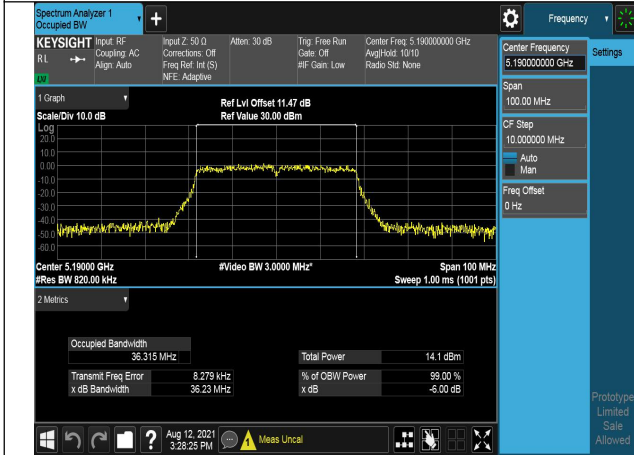 Spectrum Analyzer 1
Occupied BW
Frequency
KEYSIGHT
RL
LXI
Input: RF
Coupling: AC
Align: Auto
Input Z: 50 Ω
Corrections: Off
Freq Ref: Int (S)
NFE: Adaptive
Atten: 30 dB
Trig: Free Run
Gate: Off
#IF Gain: Low
Center Freq: 5.190000000 GHz
Avg|Hold: 10/10
Radio Std: None
Center Frequency
5.190000000 GHz
Settings
Span
100.00 MHz
CF Step
10.000000 MHz
Auto
Man
Freq Offset
0 Hz
1 Graph
Scale/Div 10.0 dB
Ref Lvl Offset 11.47 dB
Ref Value 30.00 dBm
Log
20.0
10.0
0.00
-10.0
-20.0
-30.0
-40.0
-50.0
-60.0
Center 5.19000 GHz
#Video BW 3.0000 MHz*
Span 100 MHz
#Res BW 820.00 kHz
Sweep 1.00 ms (1001 pts)
2 Metrics
Occupied Bandwidth
36.315 MHz
Total Power 14.1 dBm
Transmit Freq Error 8.279 kHz
% of OBW Power 99.00 %
x dB Bandwidth 36.23 MHz
x dB -6.00 dB
Aug 12, 2021
3:28:25 PM
Meas Uncal
Prototype
Limited
Sale
Allowed